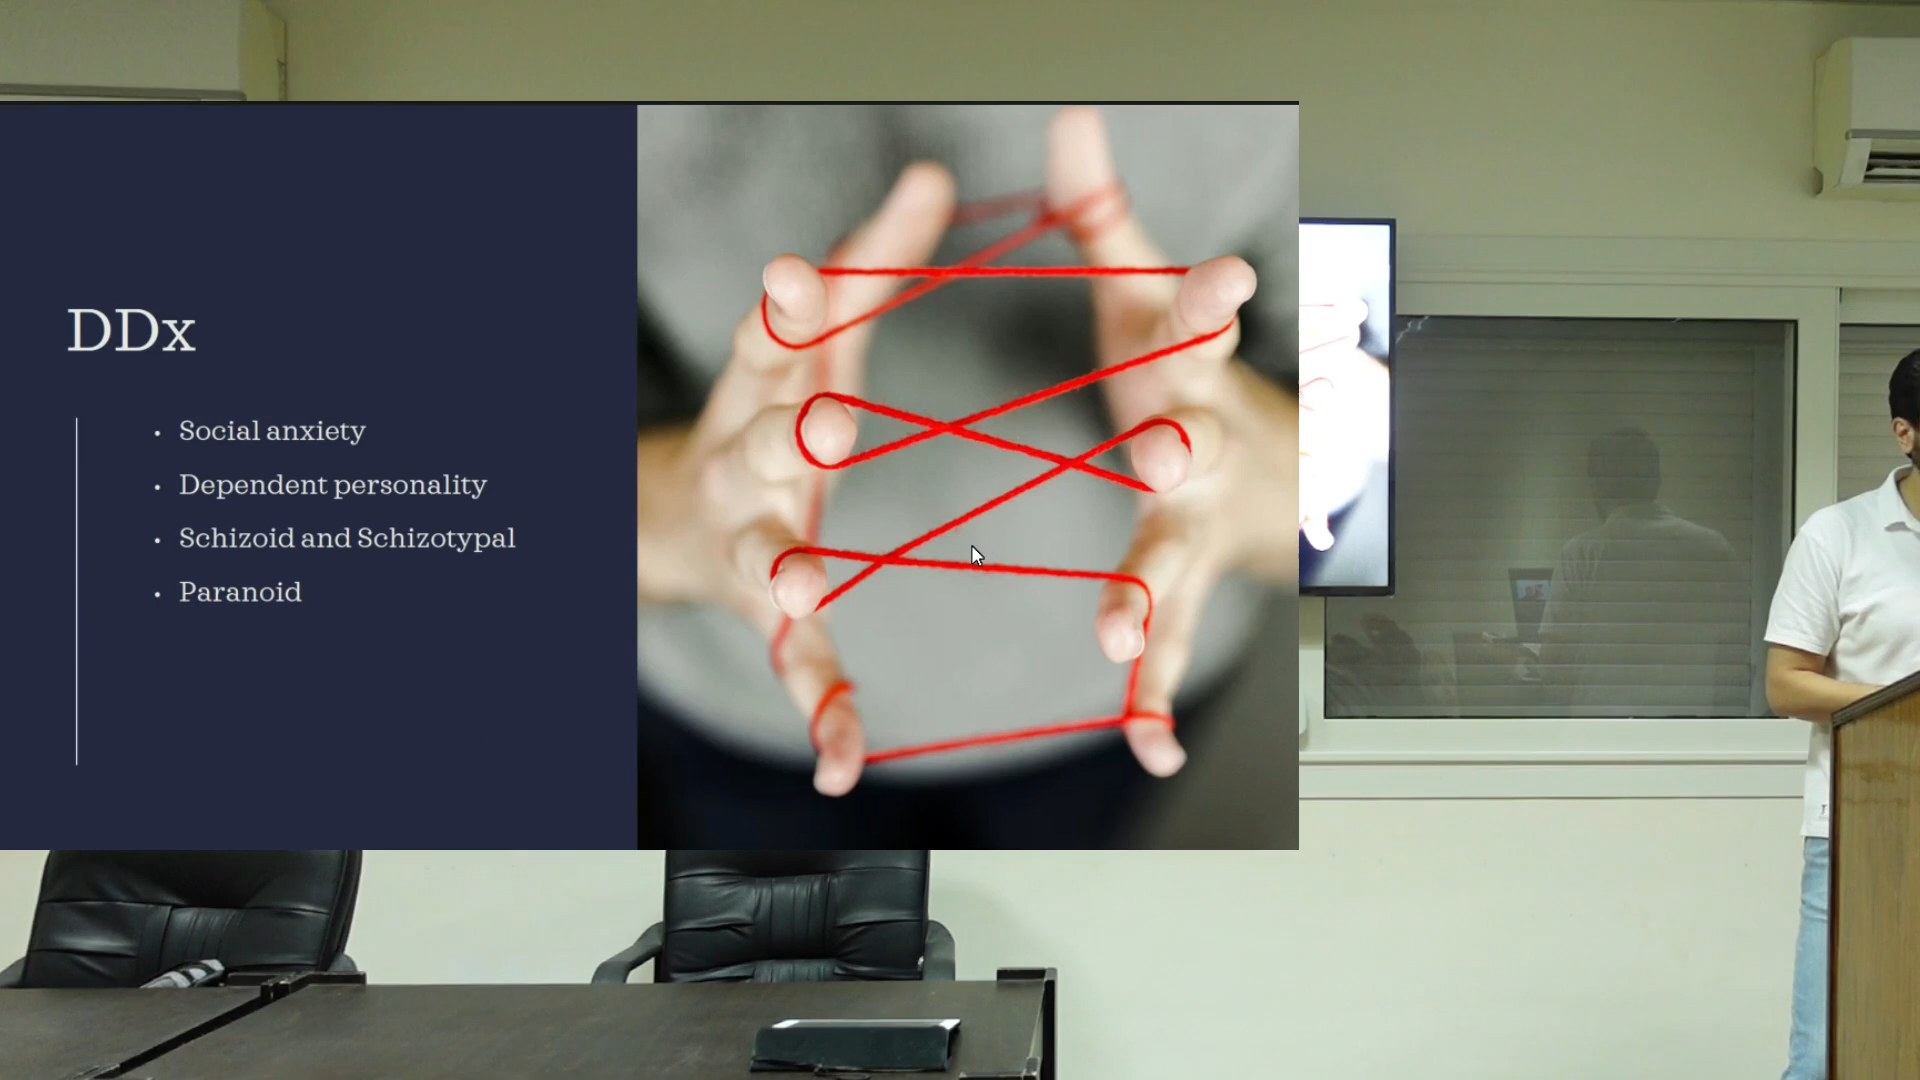 DDx
• Social anxiety
• Dependent personality
• Schizoid and Schizotypal
• Paranoid